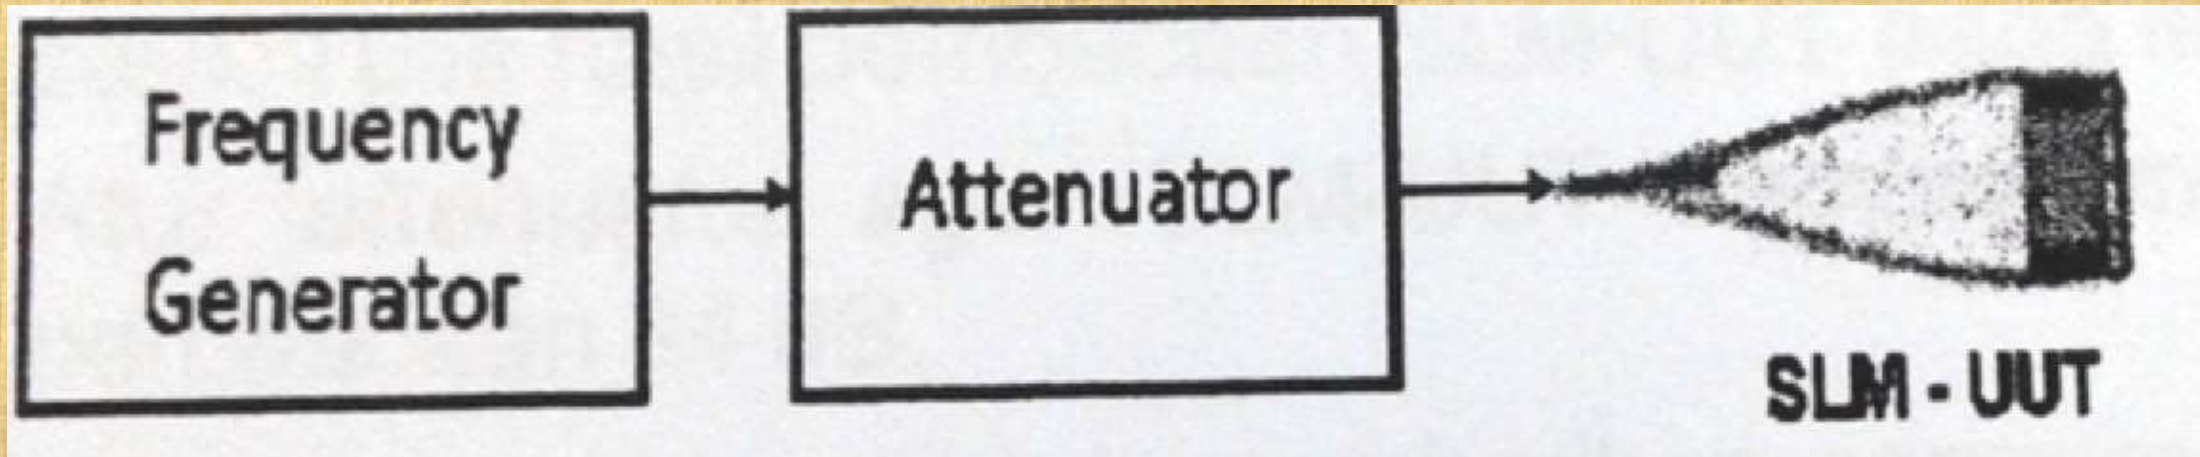 Frequency
Generator
Attenuator
SLM - UUT